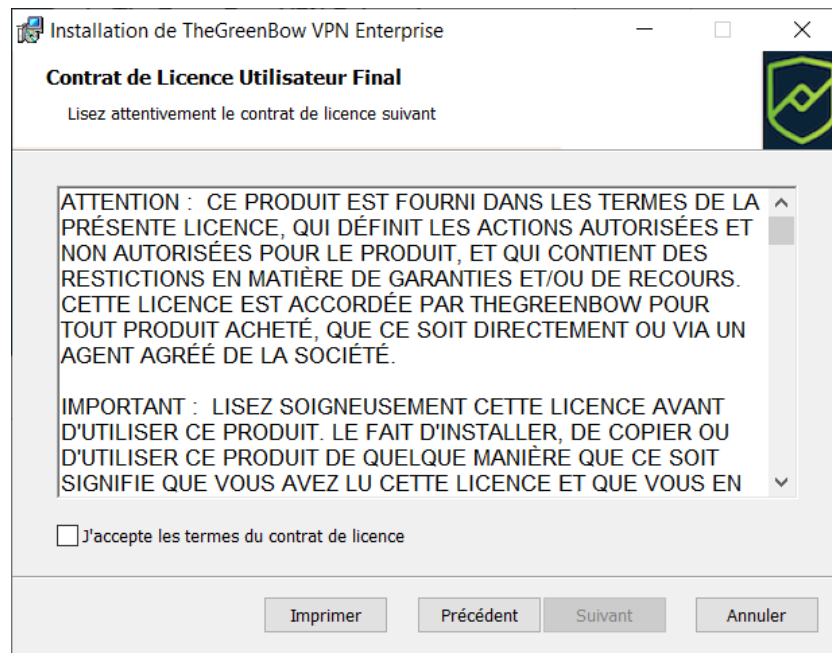 Installation de TheGreenBow VPN Enterprise
Contrat de Licence Utilisateur Final
Lisez attentivement le contrat de licence suivant
ATTENTION : CE PRODUIT EST FOURNI DANS LES TERMES DE LA
PRÉSENTE LICENCE, QUI DÉFINIT LES ACTIONS AUTORISÉES ET
NON AUTORISÉES POUR LE PRODUIT, ET QUI CONTIENT DES
RESTICTIONS EN MATIÈRE DE GARANTIES ET/OU DE RECOURS.
CETTE LICENCE EST ACCORDÉE PAR THEGREENBOW POUR
TOUT PRODUIT ACHETÉ, QUE CE SOIT DIRECTEMENT OU VIA UN
AGENT AGRÉÉ DE LA SOCIÉTÉ.
IMPORTANT : LISEZ SOIGNEUSEMENT CETTE LICENCE AVANT
D'UTILISER CE PRODUIT. LE FAIT D'INSTALLER, DE COPIER OU
D'UTILISER CE PRODUIT DE QUELQUE MANIÈRE QUE CE SOIT
SIGNIFIE QUE VOUS AVEZ LU CETTE LICENCE ET QUE VOUS EN
J'accepte les termes du contrat de licence
Imprimer Précédent Suivant Annuler